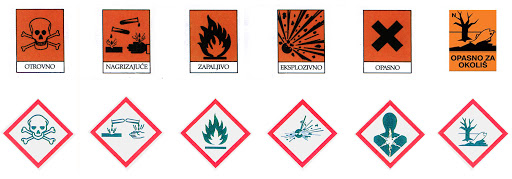 OTROVNO
NAGRIZAJUĆE
ZAPALJIVO
EKSPLOZIVNO
OPASNO
N
OPASNO ZA
OKOLIŠ